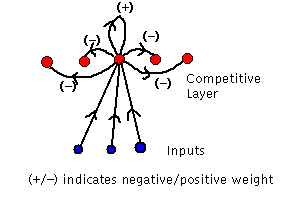 (+)
(−) (−)
(−) (−)
Competitive
Layer
Inputs
(+/−) indicates negative/positive weight